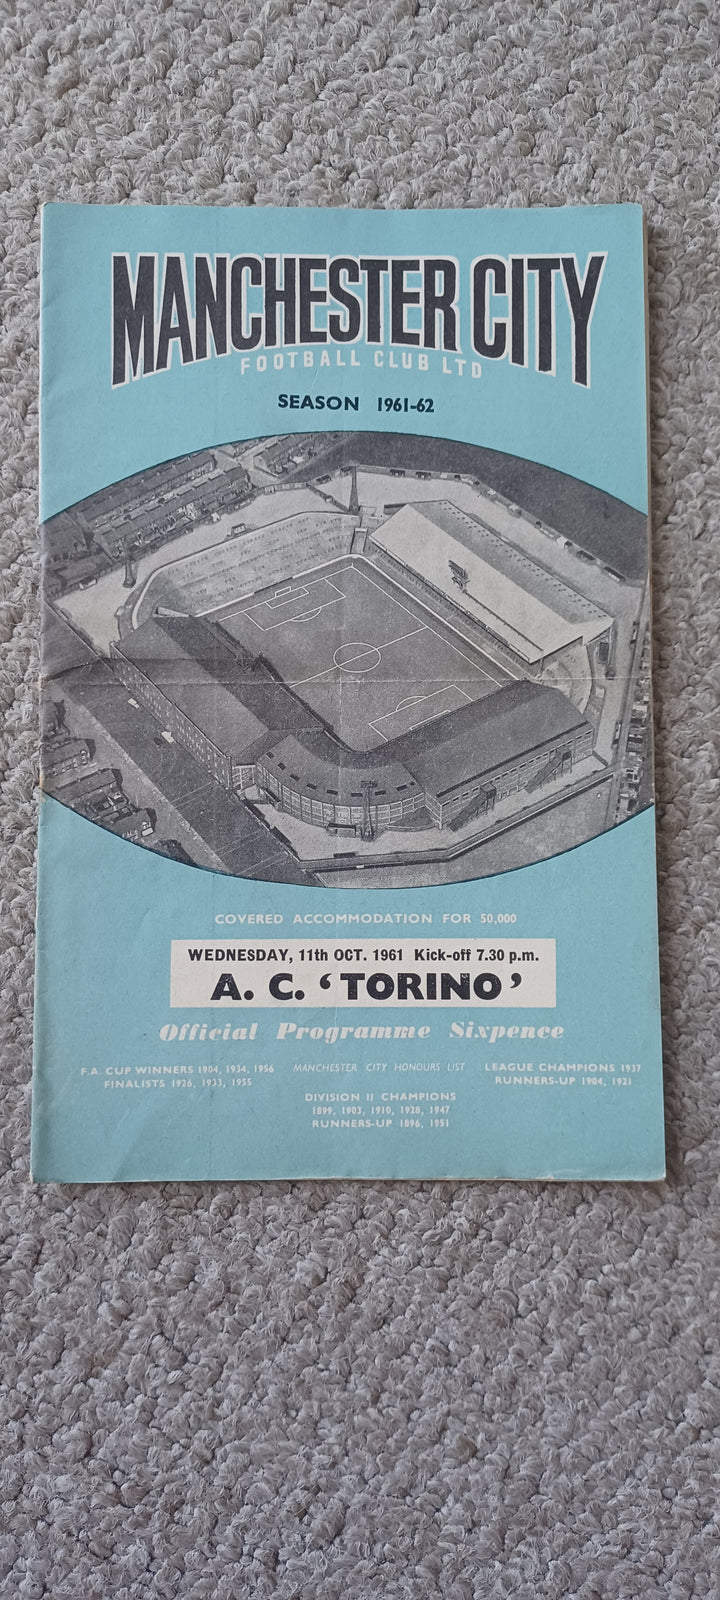 MANCHESTER CITY
FOOTBALL CLUB LTD
SEASON 1961-62
COVERED ACCOMMODATION FOR 50,000
WEDNESDAY, 11th OCT. 1961 Kick-off 7.30 p.m.
A. C. ‘TORINO’
Official Programme Sixpence
F.A. CUP WINNERS 1904, 1934, 1956
FINALISTS 1926, 1933, 1955
MANCHESTER CITY HONOURS LIST
LEAGUE CHAMPIONS 1937
RUNNERS-UP 1904, 1921
DIVISION II CHAMPIONS
1899, 1903, 1910, 1928, 1947
RUNNERS-UP 1896, 1951